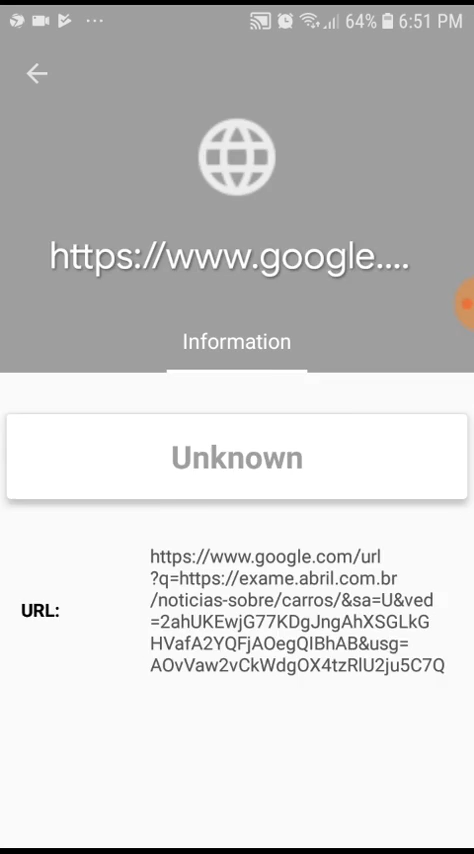 64% 6:51 PM
https://www.google....
Information
Unknown
URL:
https://www.google.com/url
?q=https://exame.abril.com.br
/noticias-sobre/carros/&sa=U&ved
=2ahUKEwjG77KDgJngAhXSGLkG
HVafA2YQFjAOegQIBhAB&usg=
AOvVaw2vCkWdgOX4tzRlU2ju5C7Q